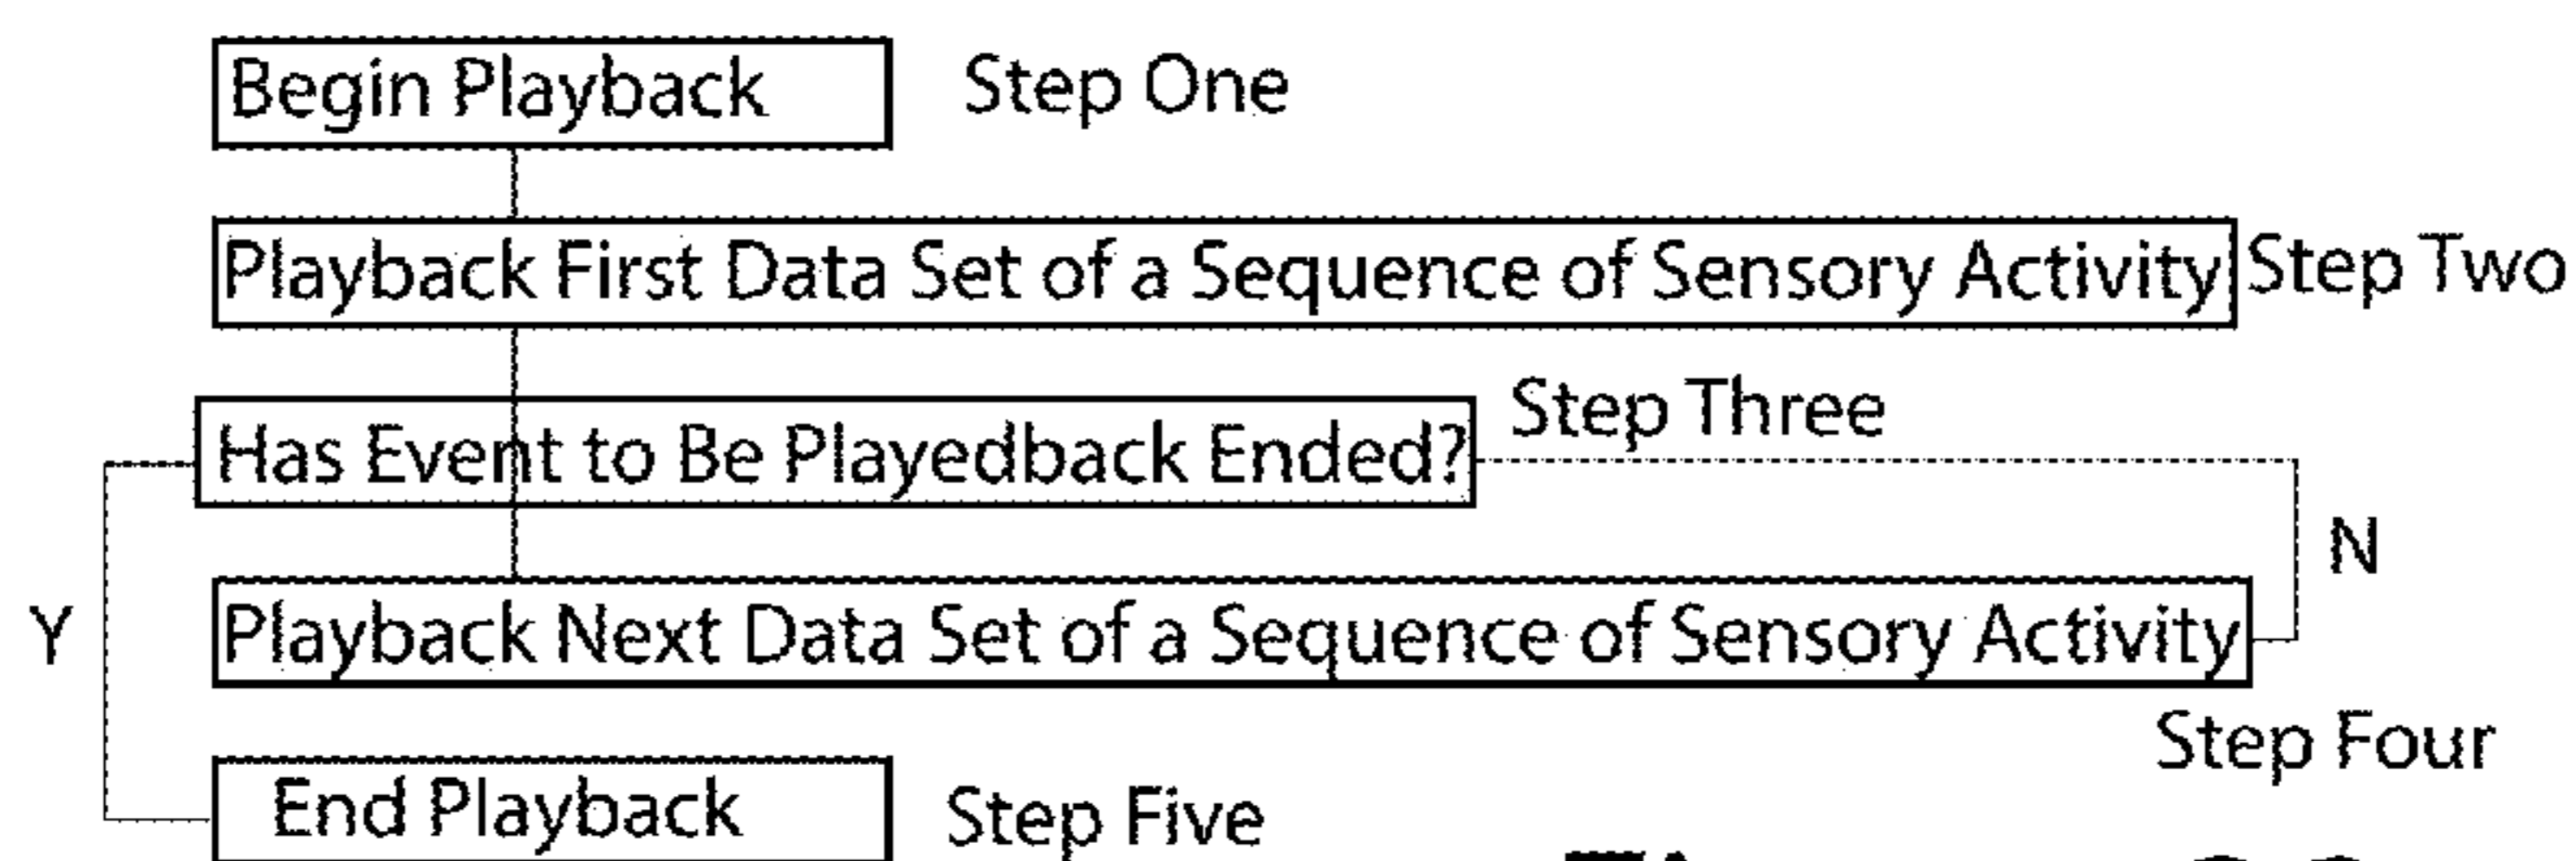 Begin Playback Step One
Playback First Data Set of a Sequence of Sensory Activity Step Two
Step Three
Has Event to Be Playedback Ended?
N
Y
Playback Next Data Set of a Sequence of Sensory Activity
Step Four
End Playback Step Five